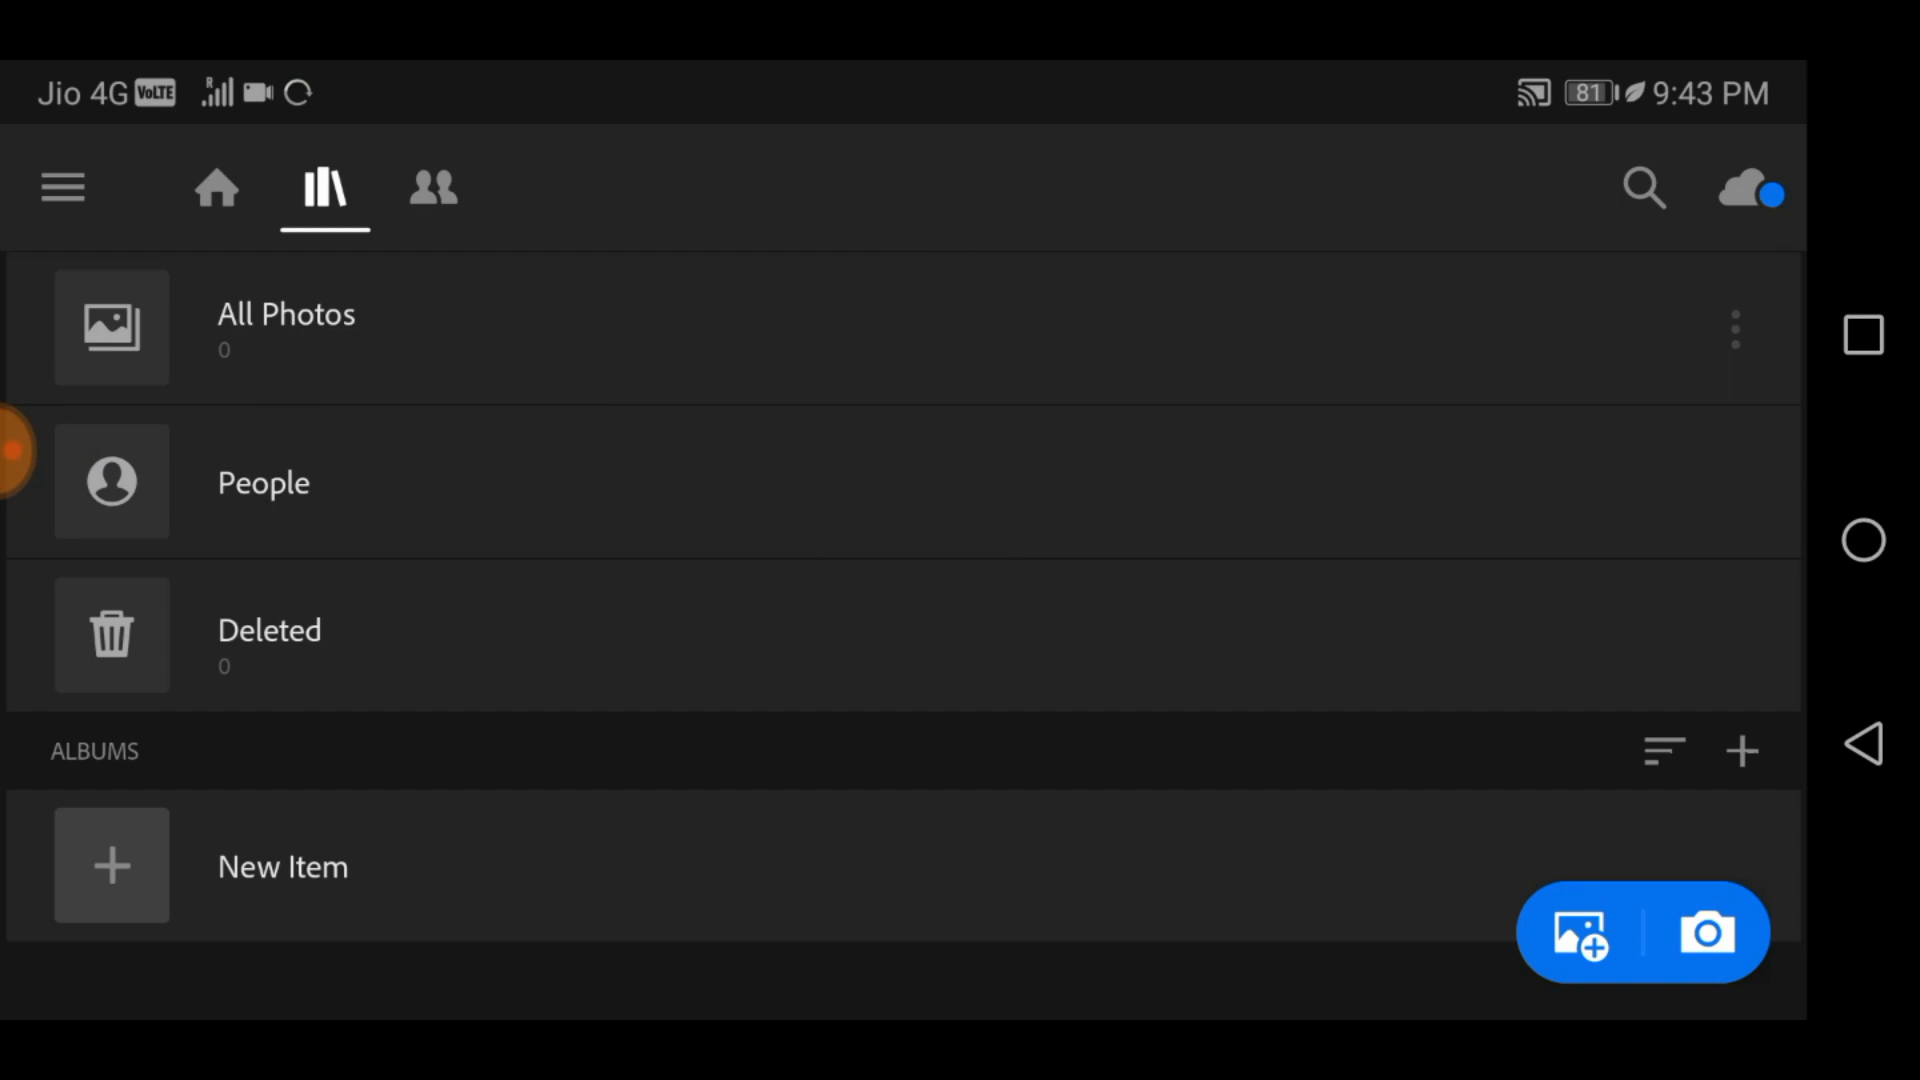 Jio 4G VoLTE R 81 9:43 PM
All Photos
0
People
Deleted
0
ALBUMS
New Item